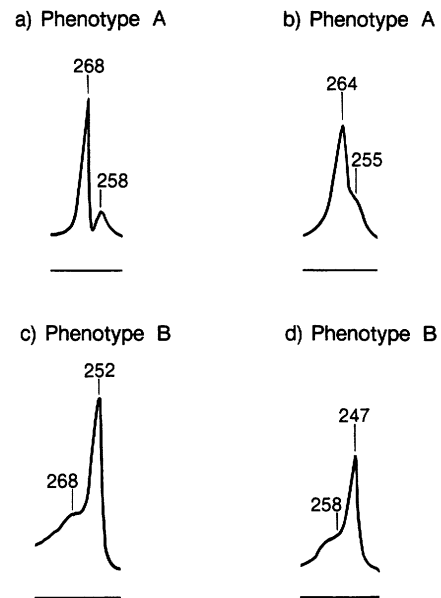 a) Phenotype A
268
258
b) Phenotype A
264
255
c) Phenotype B
252
268
d) Phenotype B
247
258